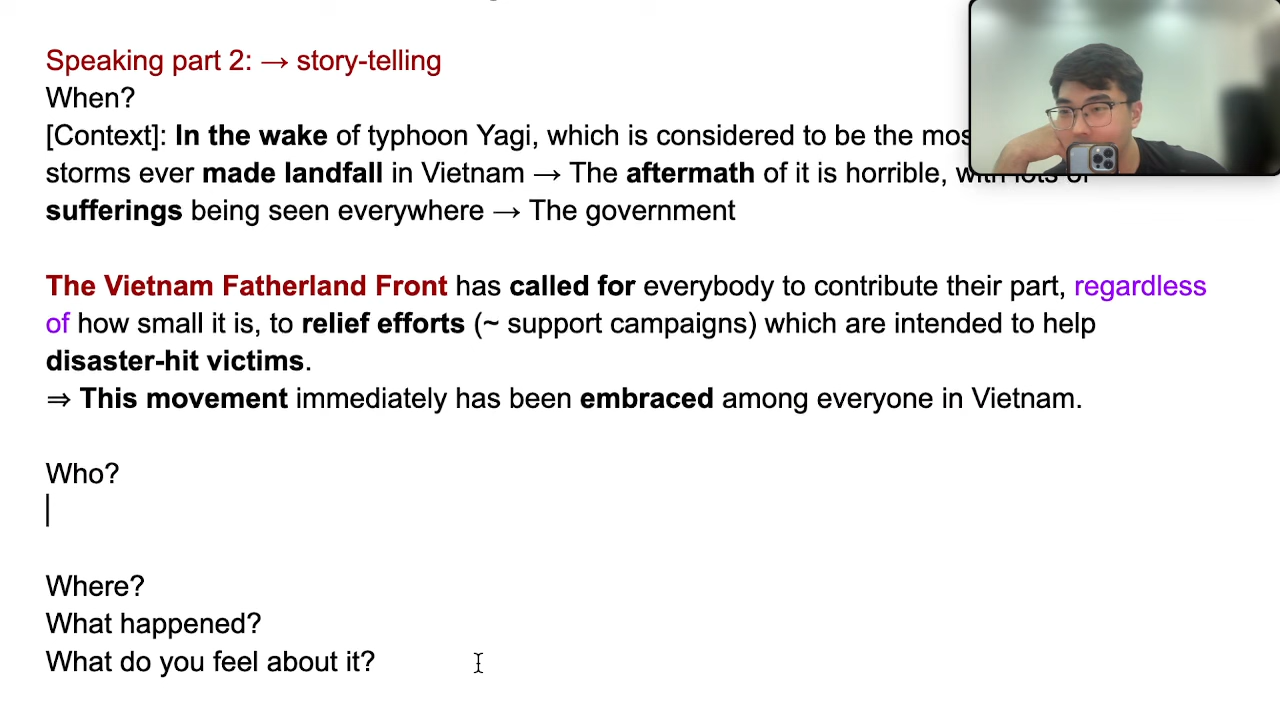 Speaking part 2: → story-telling
When?
[Context]: In the wake of typhoon Yagi, which is considered to be the
storms ever made landfall in Vietnam → The aftermath of it is horrible, with lots of
sufferings being seen everywhere → The government
The Vietnam Fatherland Front has called for everybody to contribute their part, regardless
of how small it is, to relief efforts (~ support campaigns) which are intended to help
disaster-hit victims.
⇒ This movement immediately has been embraced among everyone in Vietnam.
Who?
Where?
What happened?
What do you feel about it?